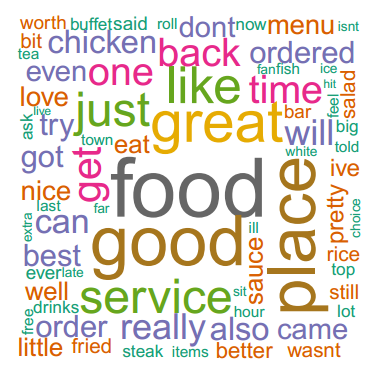 worth buffet said roll dont now menu isnt
bit chicken back ordered
tea even one like time fan fish ice hit
love just great bar salad feel
ask live try got town eat will white big told
get food place ive
nice last far pretty choice
extra can good ill rice
best sauce top
ever late service sit still
well drinks hour lot
free order really also came
little fried steak items better wasnt